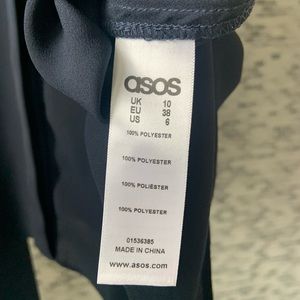 asos
UK 10
EU 38
US 6
100% POLYESTER
100% POLYESTER
100% POLIÉSTER
100% POLYESTER
01536385
MADE IN CHINA
www.asos.com